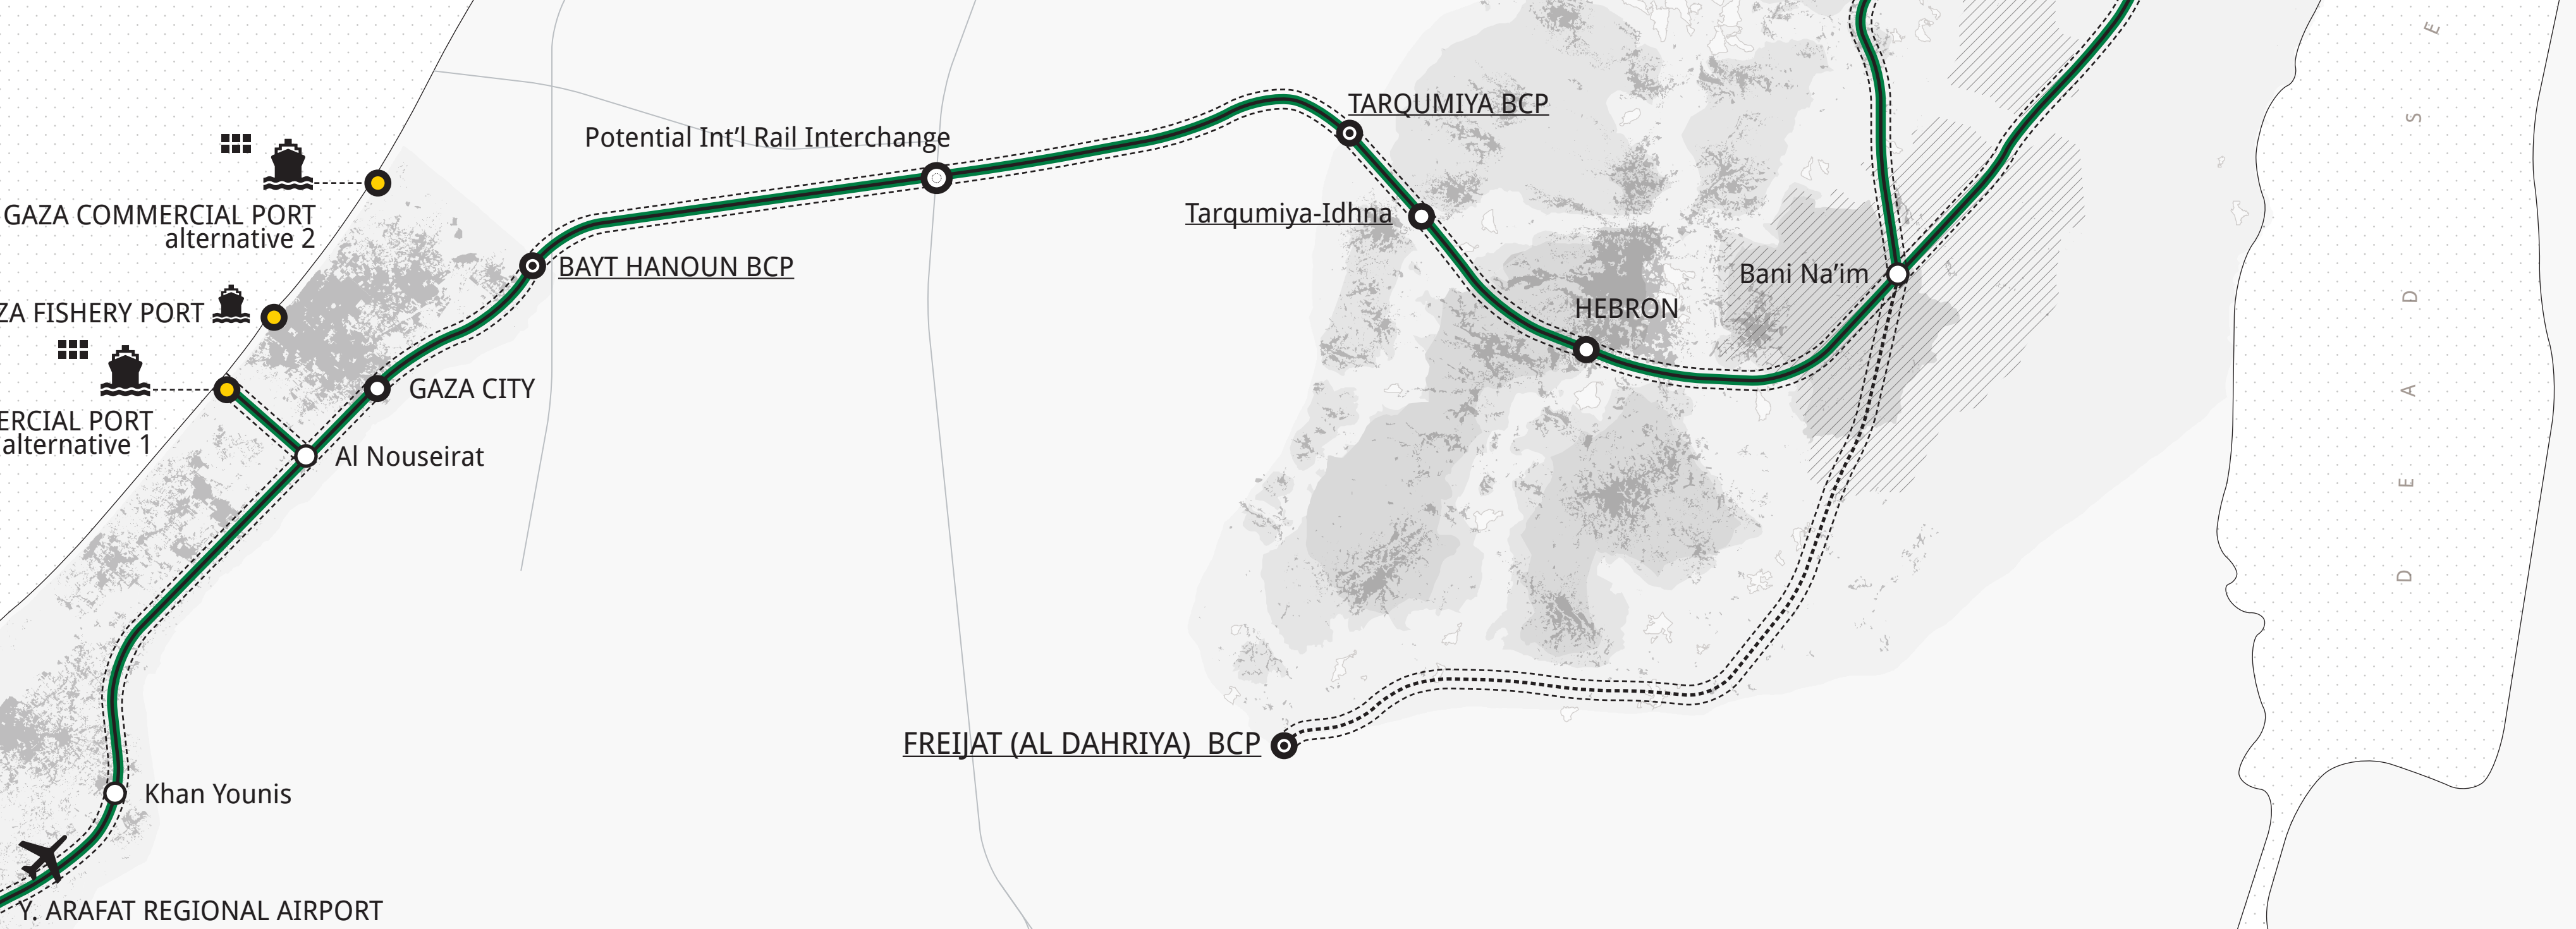 TARQUMIYA BCP
Potential Int'l Rail Interchange
GAZA COMMERCIAL PORT
alternative 2
Tarqumiya-Idhna
BAYT HANOUN BCP
Bani Na'im
HEBRON
ZA FISHERY PORT
GAZA CITY
ERCIAL PORT
alternative 1
Al Nouseirat
FREIJAT (AL DAHRIYA) BCP
Khan Younis
Y. ARAFAT REGIONAL AIRPORT
D E A D S E